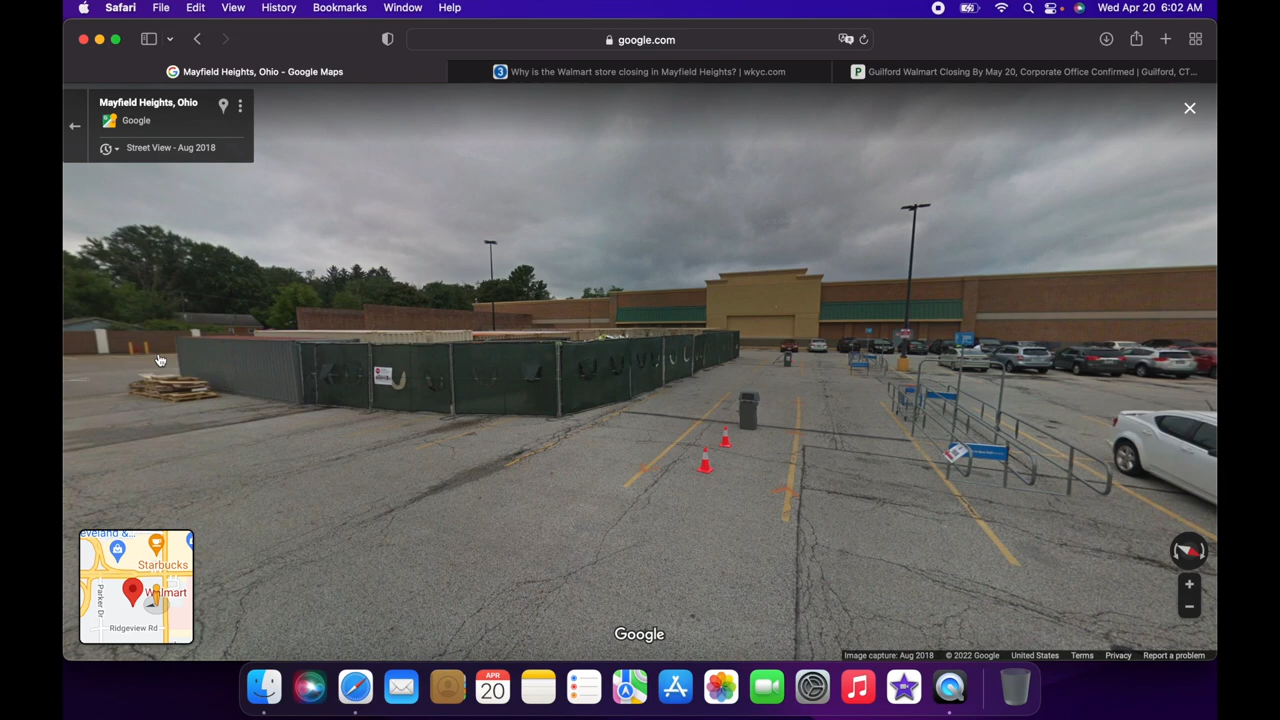 Safari File Edit View History Bookmarks Window Help Wed Apr 20 6:02 AM
google.com
Mayfield Heights, Ohio - Google Maps
Why is the Walmart store closing in Mayfield Heights? | wkyc.com
Guilford Walmart Closing By May 20, Corporate Office Confirmed | Guilford, CT...
Mayfield Heights, Ohio
Google
Street View - Aug 2018
eveland &...
Starbucks
Walmart
Parker Dr
Ridgeview Rd
Google
Image capture: Aug 2018 © 2022 Google United States Terms Privacy Report a problem
APR
20